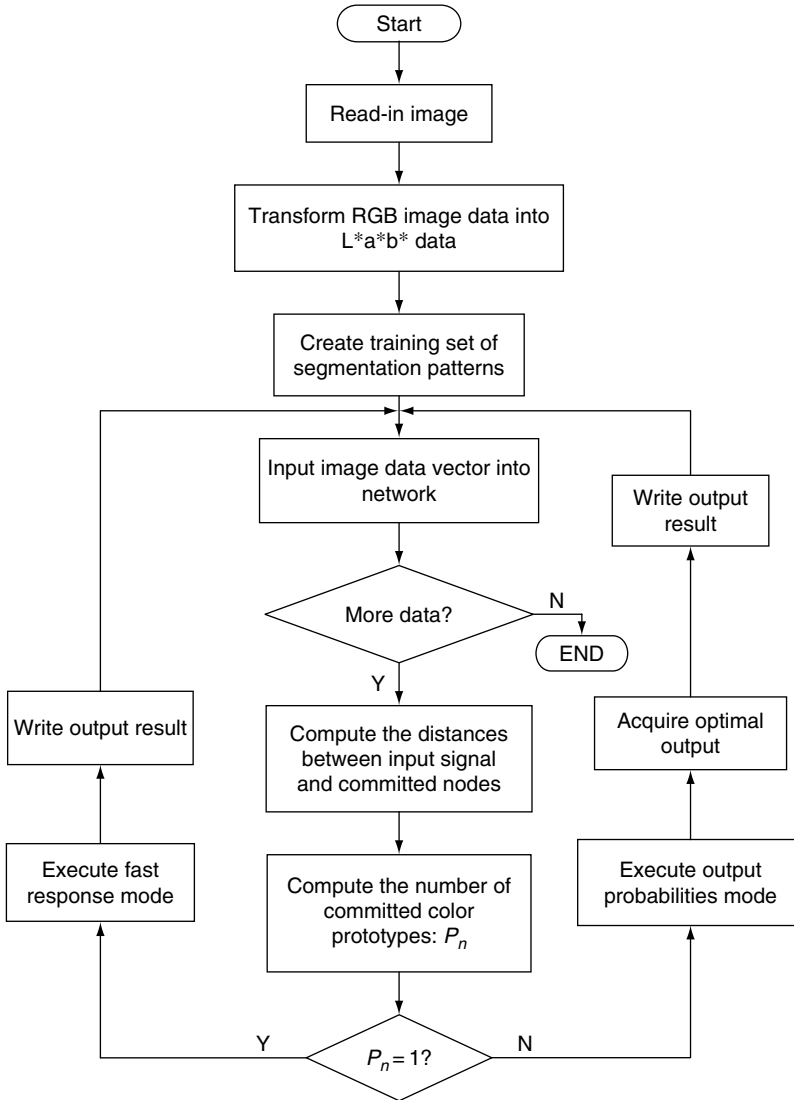 Start
Read-in image
Transform RGB image data into
L*a*b* data
Create training set of
segmentation patterns
Input image data vector into
network
Write output
result
More data?
N
END
Y
Write output result
Compute the distances
between input signal
and committed nodes
Acquire optimal
output
Execute fast
response mode
Compute the number of
committed color
prototypes: Pn
Execute output
probabilities mode
Y
Pn = 1?
N